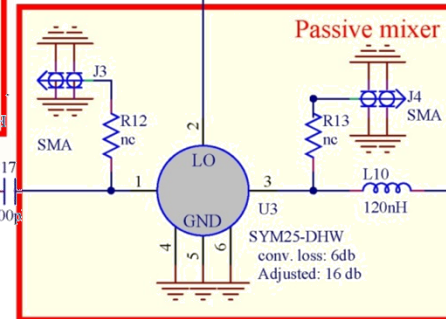 Passive mixer
J3
J4
SMA
R12
nc
R13
nc
SMA
2
LO
17
1
3
L10
120nH
U3
GND
4
5
6
SYM25-DHW
conv. loss: 6db
Adjusted: 16 db